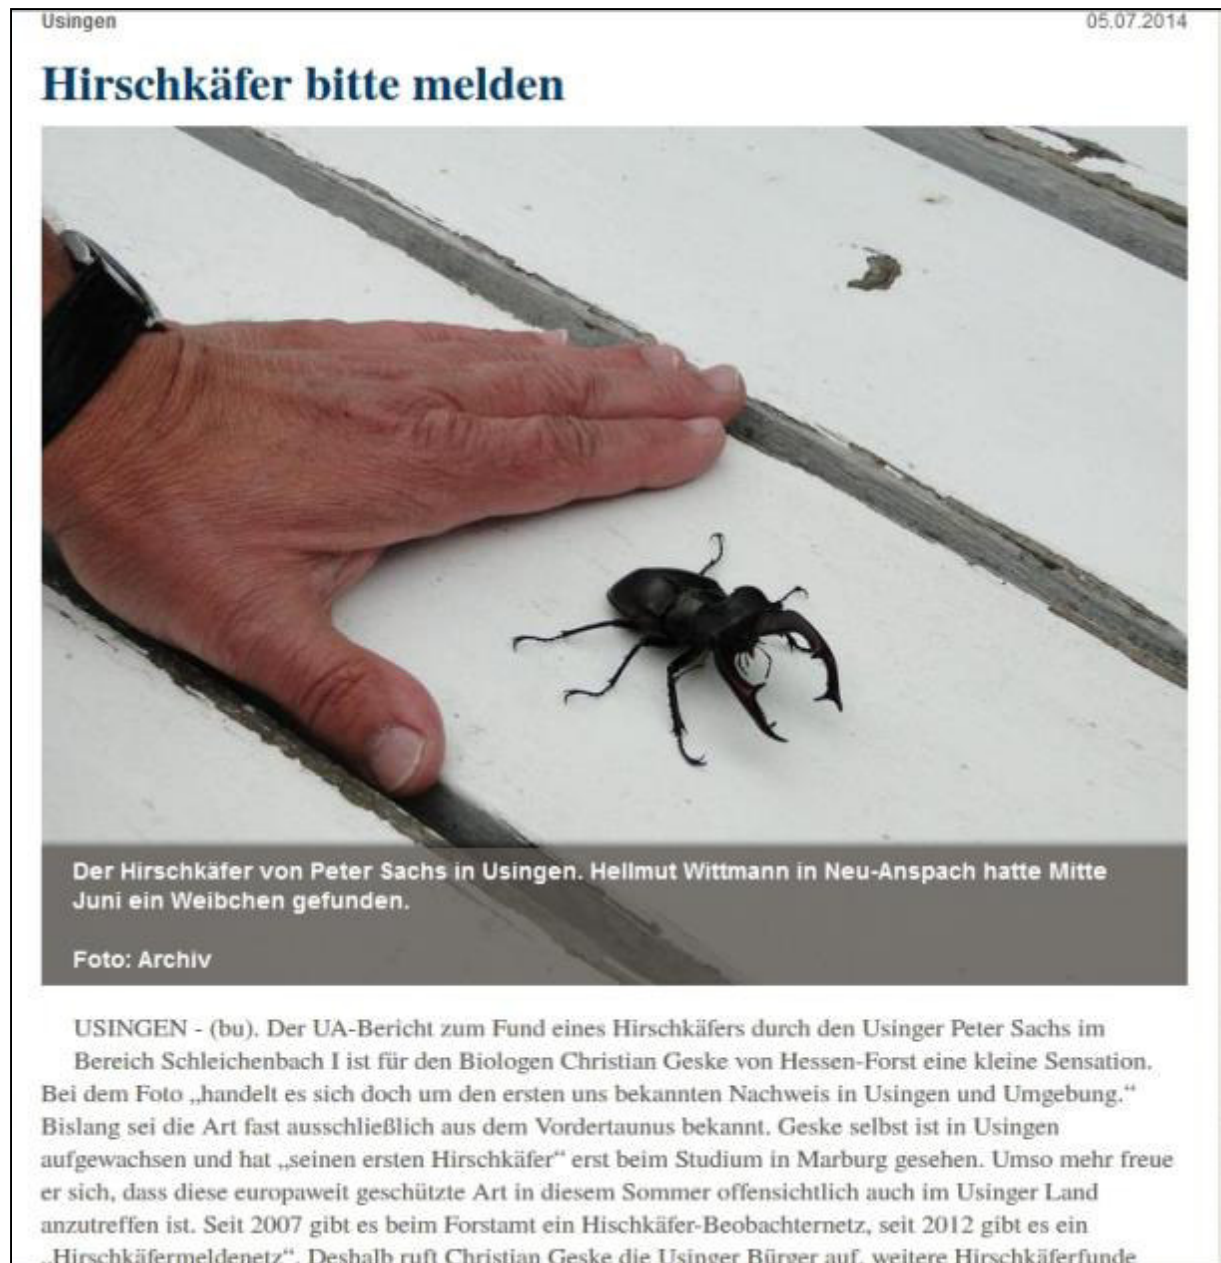 Usingen
05.07.2014
Hirschkäfer bitte melden
Der Hirschkäfer von Peter Sachs in Usingen. Hellmut Wittmann in Neu-Anspach hatte Mitte
Juni ein Weibchen gefunden.
Foto: Archiv
USINGEN - (bu). Der UA-Bericht zum Fund eines Hirschkäfers durch den Usinger Peter Sachs im
Bereich Schleichenbach I ist für den Biologen Christian Geske von Hessen-Forst eine kleine Sensation.
Bei dem Foto „handelt es sich doch um den ersten uns bekannten Nachweis in Usingen und Umgebung.“
Bislang sei die Art fast ausschließlich aus dem Vordertaunus bekannt. Geske selbst ist in Usingen
aufgewachsen und hat „seinen ersten Hirschkäfer“ erst beim Studium in Marburg gesehen. Umso mehr freue
er sich, dass diese europaweit geschützte Art in diesem Sommer offensichtlich auch im Usinger Land
anzutreffen ist. Seit 2007 gibt es beim Forstamt ein Hischkäfer-Beobachternetz, seit 2012 gibt es ein
„Hirschkäfermeldenetz“. Deshalb ruft Christian Geske die Usinger Bürger auf, weitere Hirschkäferfunde